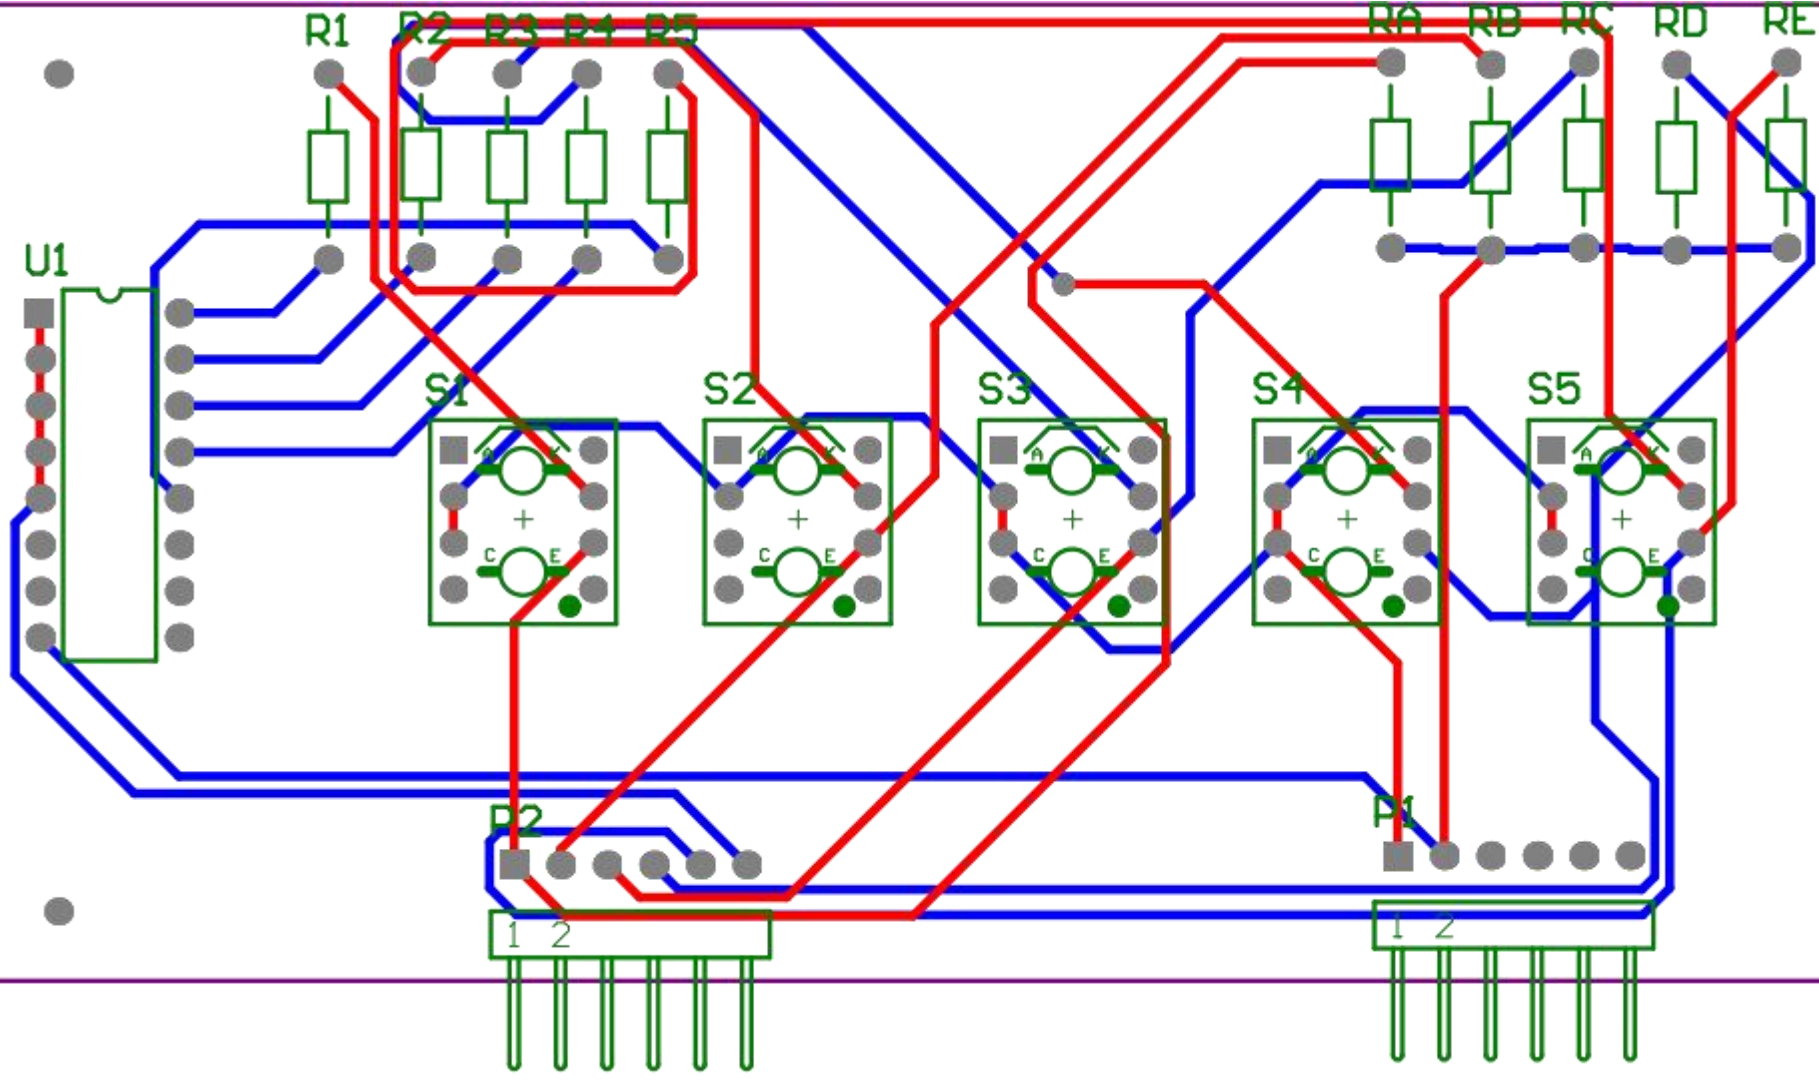 R1 R2 R3 R4 R5 RA RB RC RD RE
U1
S1 S2 S3 S4 S5
A K A K A K A K A K
C E C E C E C E C E
P2 P1
1 2 1 2